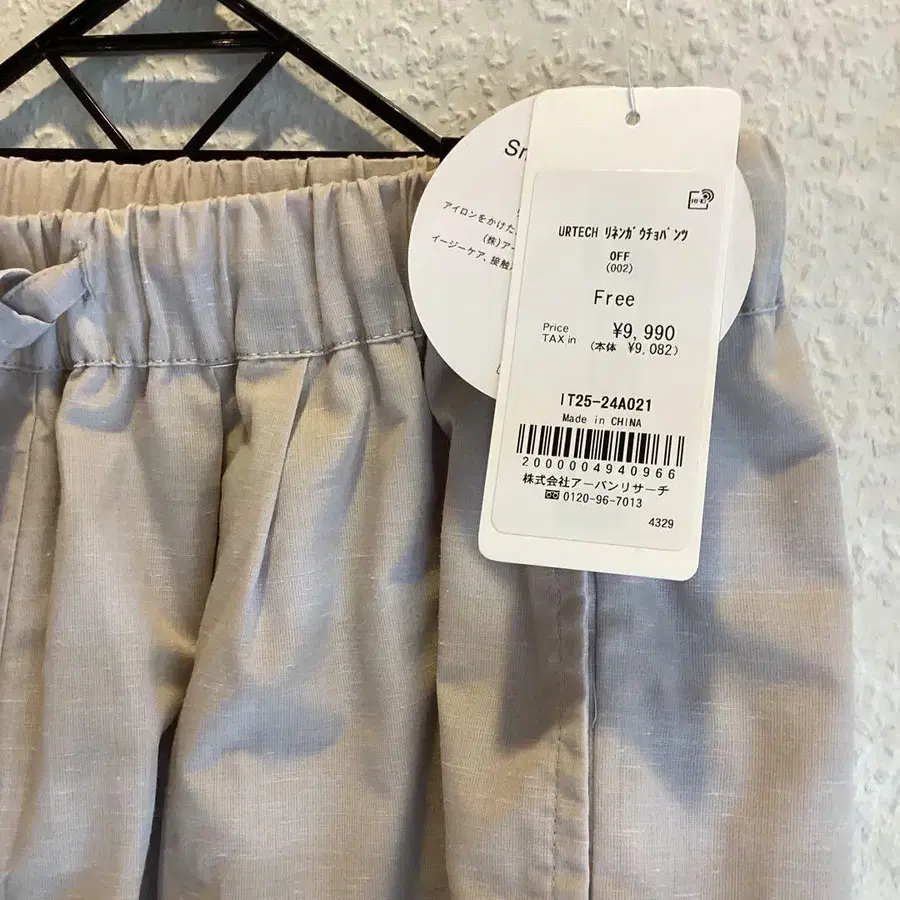 アイロンをかけた
(株)アー
イージーケア、接触
URTECH ﾘﾈﾝｶﾞｳﾁｮﾊﾟﾝﾂ
OFF
(002)
Free
Price TAX in ¥9,990
(本体 ¥9,082)
IT25-24A021
Made in CHINA
2000004940966
株式会社アーバンリサーチ
0120-96-7013
4329